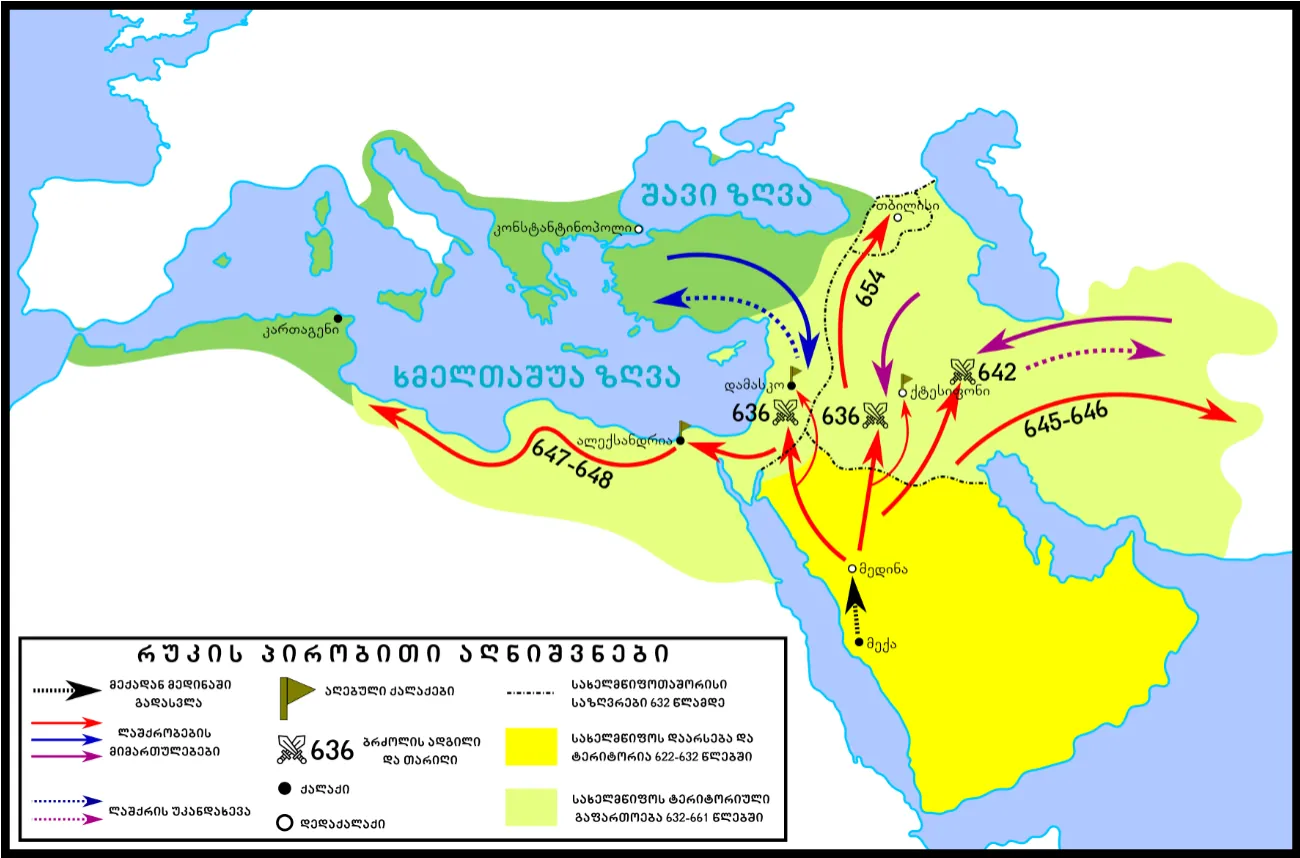 შავი ზღვა
თბილისი
კონსტანტინოპოლი
654
კართაგენი
ხმელთაშუა ზღვა
დამასკო
642
ქტესიფონი
636
636
645-646
ალექსანდრია
647-648
მედინა
მექა
რუკის პირობითი აღნიშვნები
მექადან მედინაში
გადასვლა
ლაშქრობების
მიმართულებები
ლაშქრის უკანდახევა
აღებული ქალაქები
636
ბრძოლის ადგილი
და თარიღი
ქალაქი
დედაქალაქი
სახელმწიფოთაშორისი
საზღვრები 632 წლამდე
სახელმწიფოს დაარსება და
ტერიტორია 622-632 წლებში
სახელმწიფოს ტერიტორიული
გაფართოება 632-661 წლებში